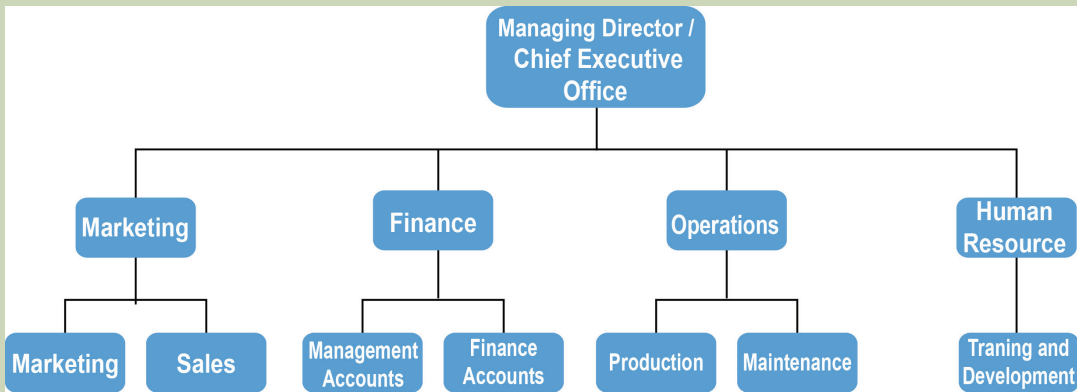 Managing Director /
Chief Executive
Office
Marketing
Finance
Operations
Human
Resource
Marketing
Sales
Management
Accounts
Finance
Accounts
Production
Maintenance
Traning and
Development